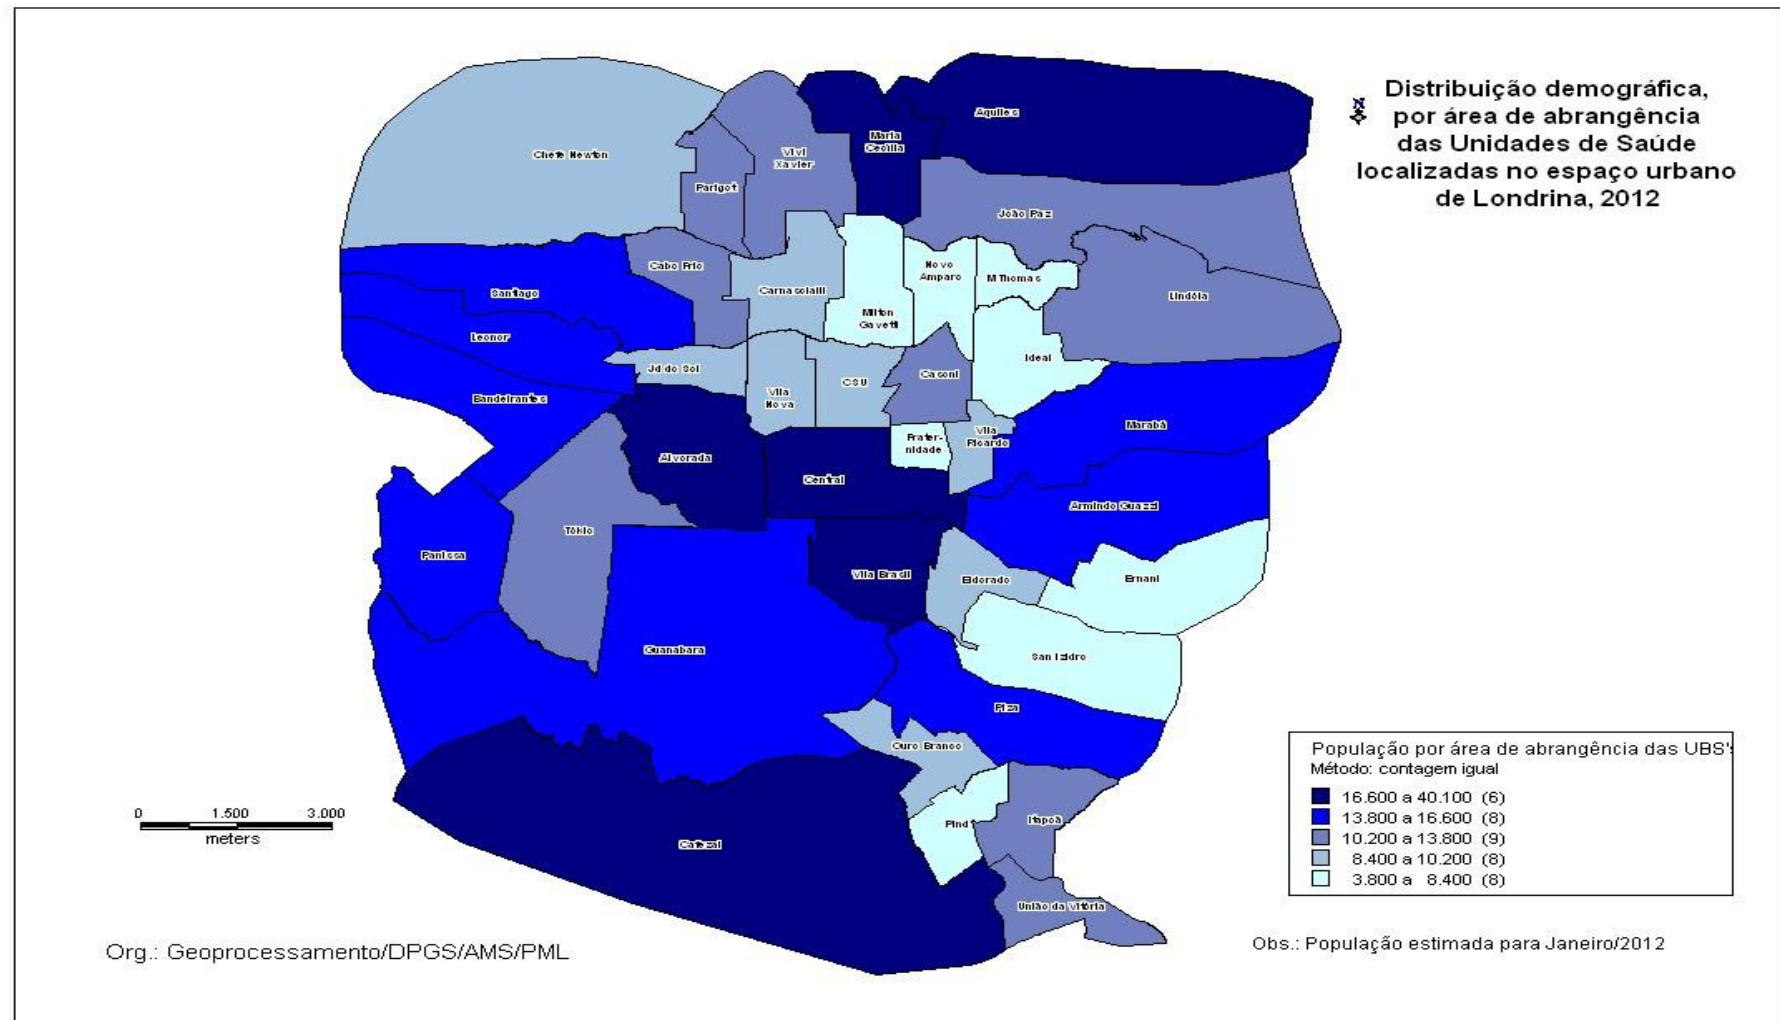 Distribuição demográfica,
por área de abrangência
das Unidades de Saúde
localizadas no espaço urbano
de Londrina, 2012
Aquiles
Maria
Cecília
Chefe Newton
Vivi
Xavier
Parigot
João Paz
Cabo Frio
Novo
Amparo
M Thomas
Santiago
Carnascialli
Lindóia
Milton
Gavetti
Leonor
Ideal
Jd do Sol
Casoni
CSU
Vila
Nova
Bandeirantes
Marabá
Vila
Ricardo
Frater-
nidade
Alvorada
Central
Armindo Guazzi
Tókio
Panissa
Vila Brasil
Eldorado
Ernani
Guanabara
San Izidro
Piza
Ouro Branco
Pind
Itapoã
Cafezal
União da Vitória
População por área de abrangência das UBS's
Método: contagem igual
16.600 a 40.100 (6)
13.800 a 16.600 (8)
10.200 a 13.800 (9)
8.400 a 10.200 (8)
3.800 a 8.400 (8)
0 1.500 3.000
meters
Org.: Geoprocessamento/DPGS/AMS/PML
Obs.: População estimada para Janeiro/2012